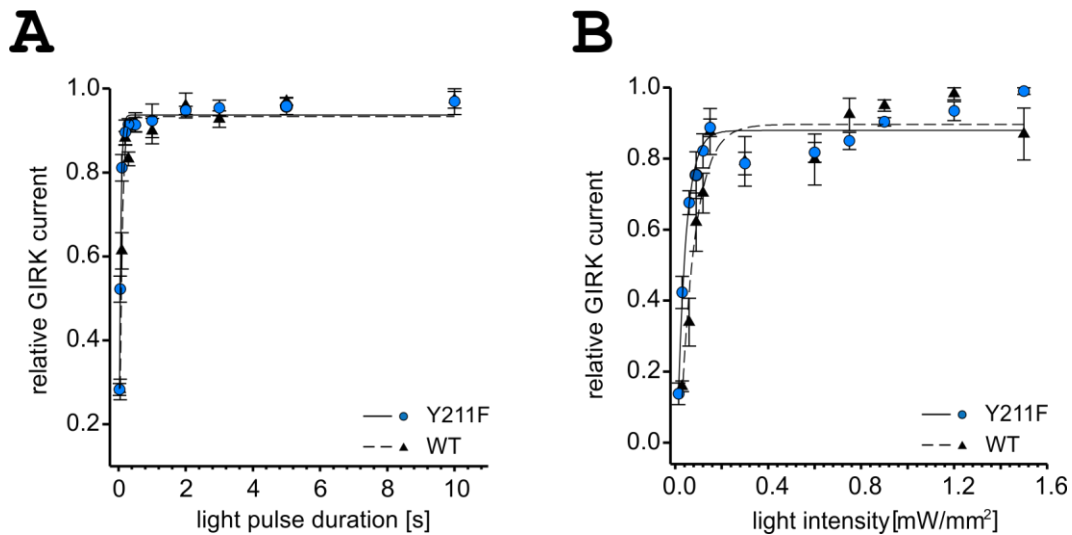 A
B
relative GIRK current
1.0
0.8
0.6
0.4
0.2
0
2
4
6
8
10
light pulse duration [s]
Y211F
WT
relative GIRK current
1.0
0.8
0.6
0.4
0.2
0.0
0.0
0.4
0.8
1.2
1.6
light intensity[mW/mm²]
Y211F
WT